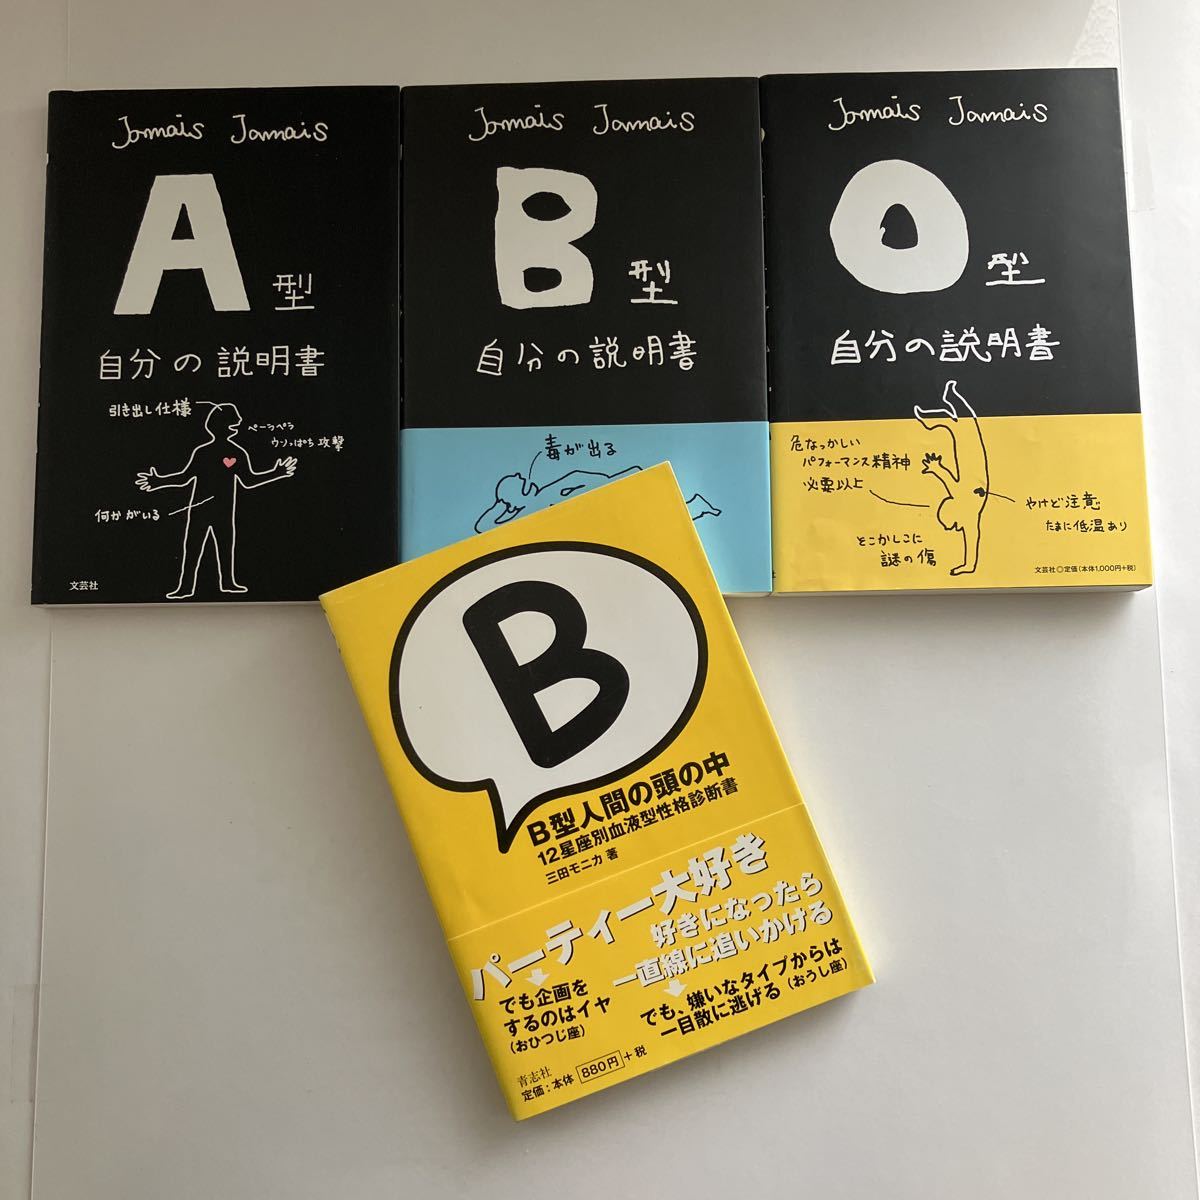 Jamais Jamais
A型
自分の説明書
引き出し仕様
ペーラペラ
ウソっぱち攻撃
何かがいる
文芸社
Jamais Jamais
B型
自分の説明書
毒が出る
Jamais Jamais
O型
自分の説明書
危なっかしい
パフォーマンス精神
必要以上
やけど注意
たまに低温あり
そこかしこに
謎の傷
文芸社◎定価(本体1,000円+税)
B
B型人間の頭の中
12星座別血液型性格診断書
三田モニカ 著
パーティー大好き
でも企画を
するのはイヤ
(おひつじ座)
好きになったら
一直線に追いかける
でも、嫌いなタイプからは
一目散に逃げる(おうし座)
青志社
定価:本体 880円 +税